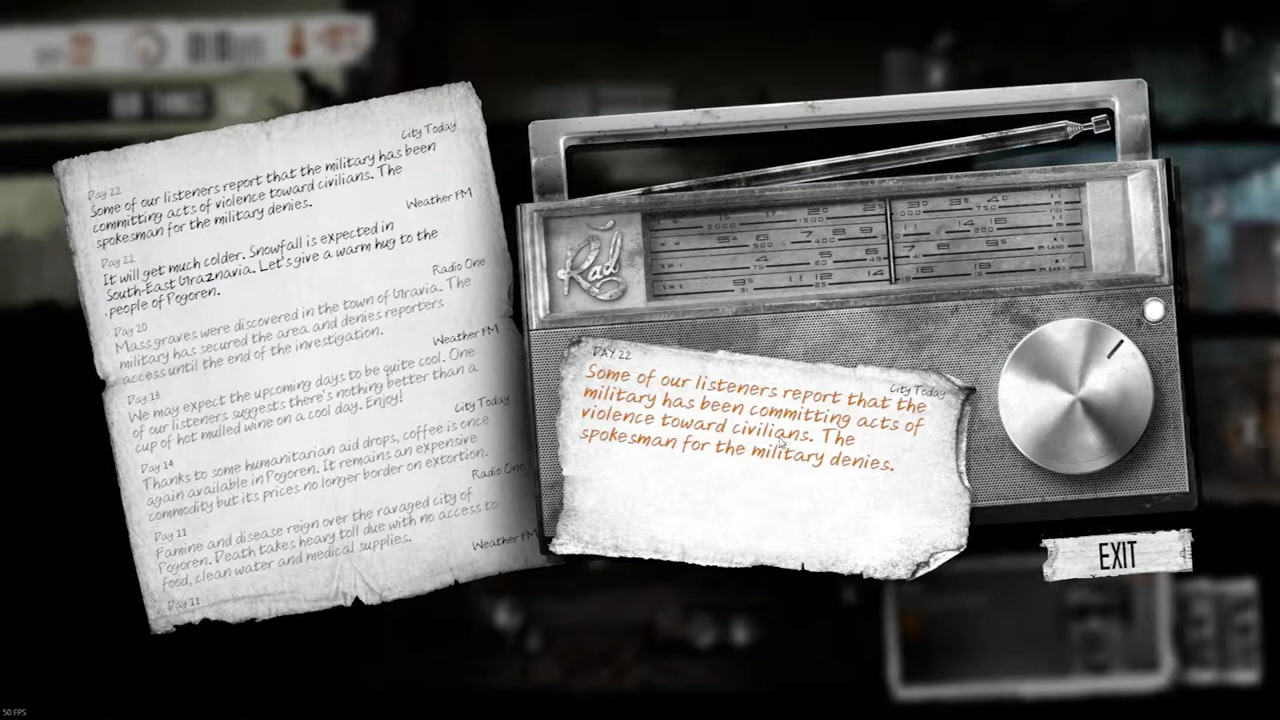 City Today
Day 22
Some of our listeners report that the military has been
committing acts of violence toward civilians. The
spokesman for the military denies.
Weather FM
Day 22
It will get much colder. Snowfall is expected in
South-East Graznavia. Let's give a warm hug to the
people of Pogoren.
Radio One
Day 20
Mass graves were discovered in the town of Gravia. The
military has secured the area and denies reporters
access until the end of the investigation.
Weather FM
Day 18
We may expect the upcoming days to be quite cool. One
of our listeners suggests there's nothing better than a
cup of hot mulled wine on a cool day. Enjoy!
City Today
Day 14
Thanks to some humanitarian aid drops, coffee is once
again available in Pogoren. It remains an expensive
commodity but its prices no longer border on extortion.
Radio One
Day 11
Famine and disease reign over the ravaged city of
Pogoren. Death takes heavy toll due with no access to
food, clean water and medical supplies.
Weather FM
Day 11
Rad
DAY 22
City Today
Some of our listeners report that the
military has been committing acts of
violence toward civilians. The
spokesman for the military denies.
EXIT
50 FPS